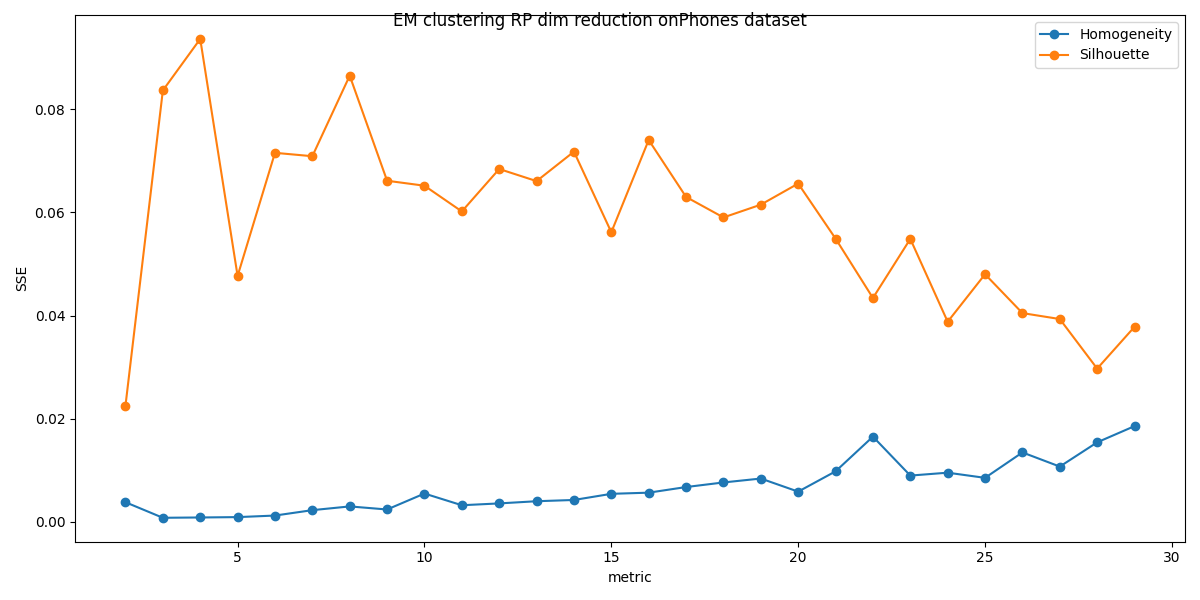 EM clustering RP dim reduction onPhones dataset
Homogeneity
Silhouette
SSE
0.08
0.06
0.04
0.02
0.00
5 10 15 20 25 30
metric